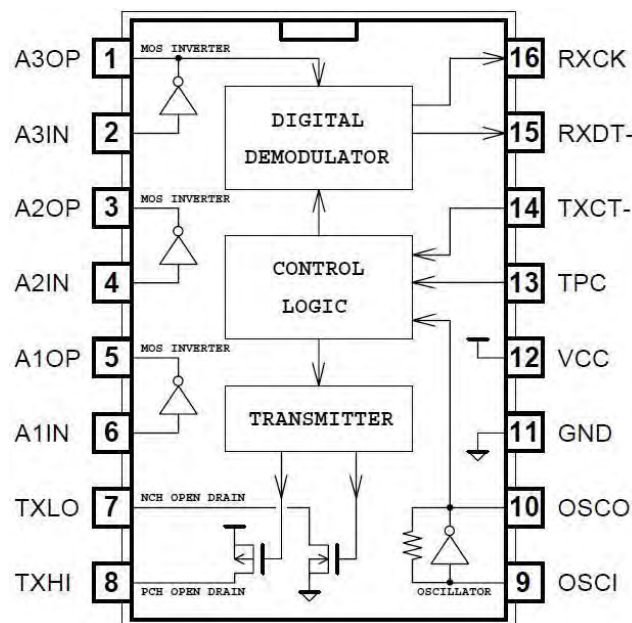 A3OP 1 MOS INVERTER 16 RXCK
A3IN 2 DIGITAL 15 RXDT-
DEMODULATOR
A2OP 3 MOS INVERTER 14 TXCT-
A2IN 4 CONTROL 13 TPC
LOGIC
A1OP 5 MOS INVERTER 12 VCC
A1IN 6 TRANSMITTER 11 GND
TXLO 7 NCH OPEN DRAIN 10 OSCO
TXHI 8 PCH OPEN DRAIN OSCILLATOR 9 OSCI